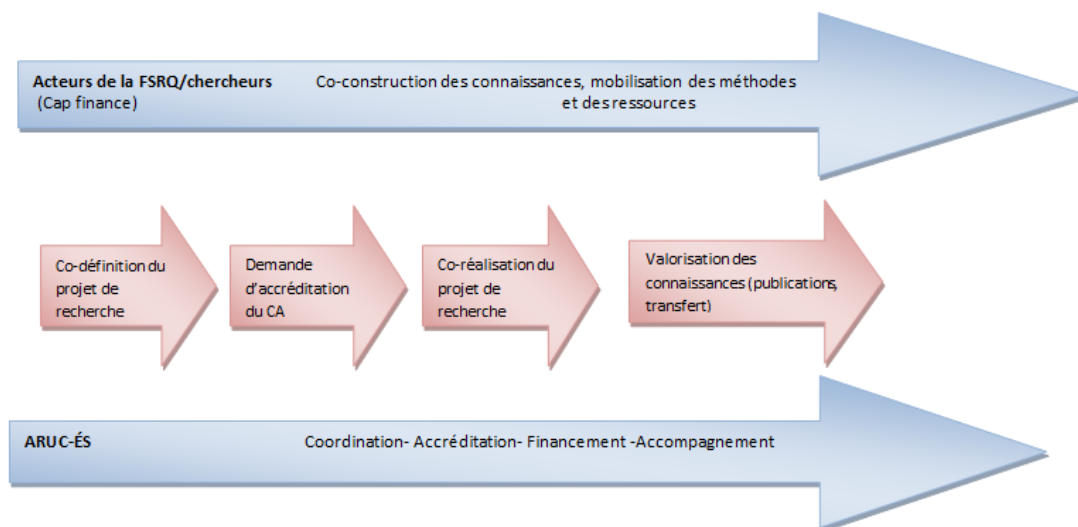 Acteurs de la FSRQ/chercheurs Co-construction des connaissances, mobilisation des méthodes
(Cap finance) et des ressources
Co-définition du
projet de
recherche
Demande
d'accréditation
du CA
Co-réalisation du
projet de
recherche
Valorisation des
connaissances (publications,
transfert)
ARUC-ÉS Coordination- Accréditation- Financement -Accompagnement